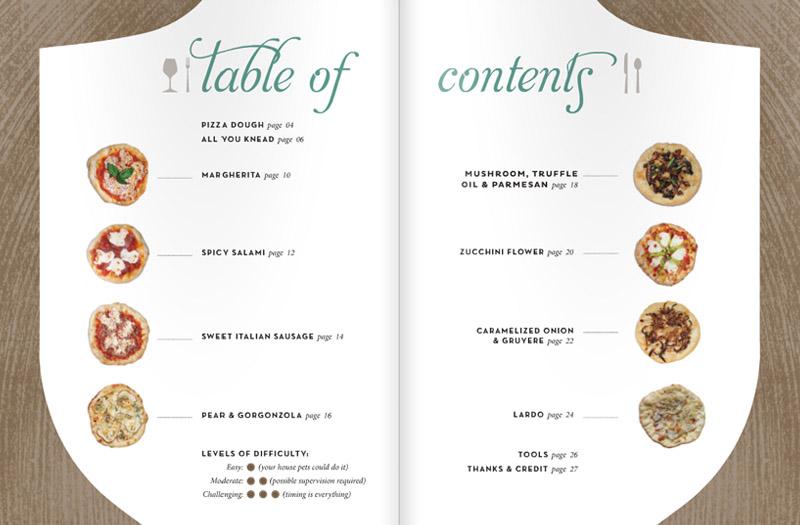 table of contents
PIZZA DOUGH page 04
ALL YOU KNEAD page 06
MARGHERITA page 10
SPICY SALAMI page 12
SWEET ITALIAN SAUSAGE page 14
PEAR & GORGONZOLA page 16
LEVELS OF DIFFICULTY:
Easy: (your house pets could do it)
Moderate: (possible supervision required)
Challenging: (timing is everything)
MUSHROOM, TRUFFLE
OIL & PARMESAN page 18
ZUCCHINI FLOWER page 20
CARAMELIZED ONION
& GRUYERE page 22
LARDO page 24
TOOLS page 26
THANKS & CREDIT page 27